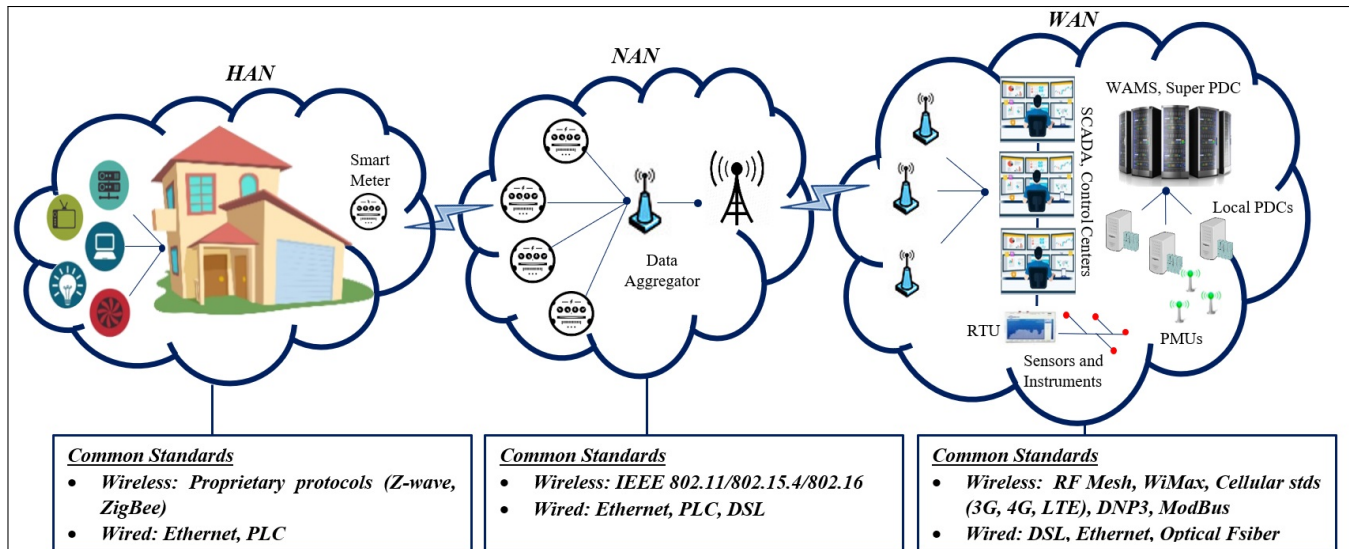 HAN
NAN
WAN
Smart
Meter
Data
Aggregator
SCADA, Control Centers
WAMS, Super PDC
Local PDCs
RTU
Sensors and
Instruments
PMUs
Common Standards
• Wireless: Proprietary protocols (Z-wave,
ZigBee)
• Wired: Ethernet, PLC
Common Standards
• Wireless: IEEE 802.11/802.15.4/802.16
• Wired: Ethernet, PLC, DSL
Common Standards
• Wireless: RF Mesh, WiMax, Cellular stds
(3G, 4G, LTE), DNP3, ModBus
• Wired: DSL, Ethernet, Optical Fsiber